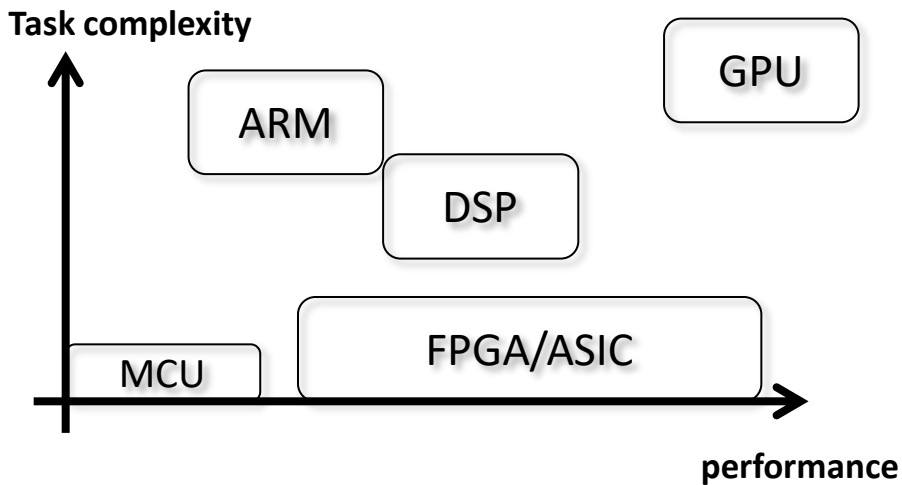 Task complexity
GPU
ARM
DSP
FPGA/ASIC
MCU
performance